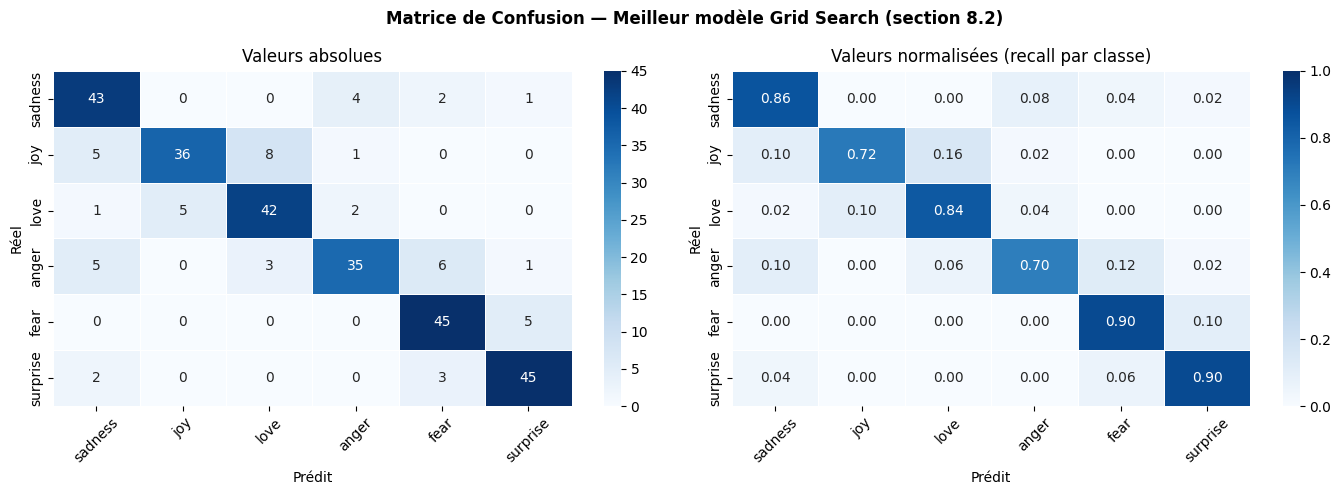 Matrice de Confusion — Meilleur modèle Grid Search (section 8.2)
Valeurs absolues
Réel
sadness 43 0 0 4 2 1
joy 5 36 8 1 0 0
love 1 5 42 2 0 0
anger 5 0 3 35 6 1
fear 0 0 0 0 45 5
surprise 2 0 0 0 3 45
sadness joy love anger fear surprise
Prédit
45
40
35
30
25
20
15
10
5
0
Valeurs normalisées (recall par classe)
Réel
sadness 0.86 0.00 0.00 0.08 0.04 0.02
joy 0.10 0.72 0.16 0.02 0.00 0.00
love 0.02 0.10 0.84 0.04 0.00 0.00
anger 0.10 0.00 0.06 0.70 0.12 0.02
fear 0.00 0.00 0.00 0.00 0.90 0.10
surprise 0.04 0.00 0.00 0.00 0.06 0.90
sadness joy love anger fear surprise
Prédit
1.0
0.8
0.6
0.4
0.2
0.0